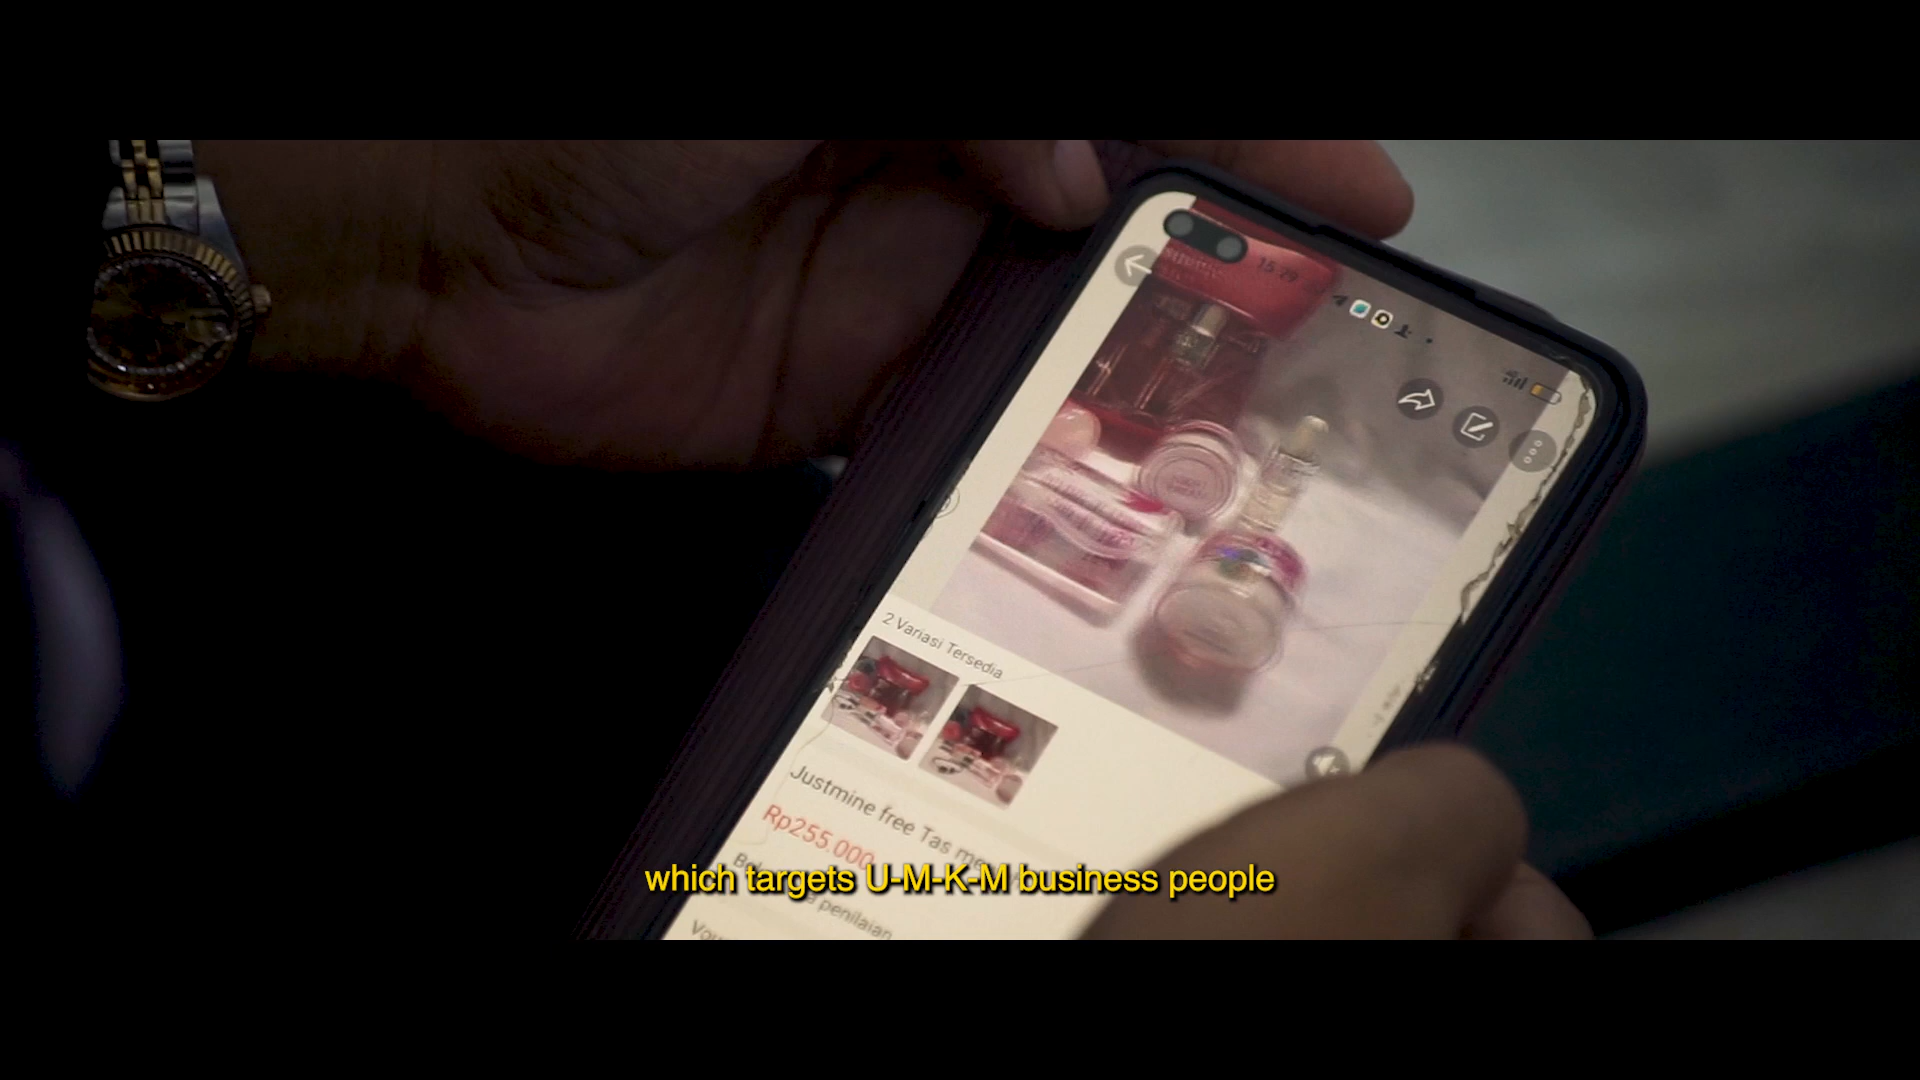 15:29
2 Variasi Tersedia
Justmine free Tas
Rp255.000
which targets U-M-K-M business people
penilaian